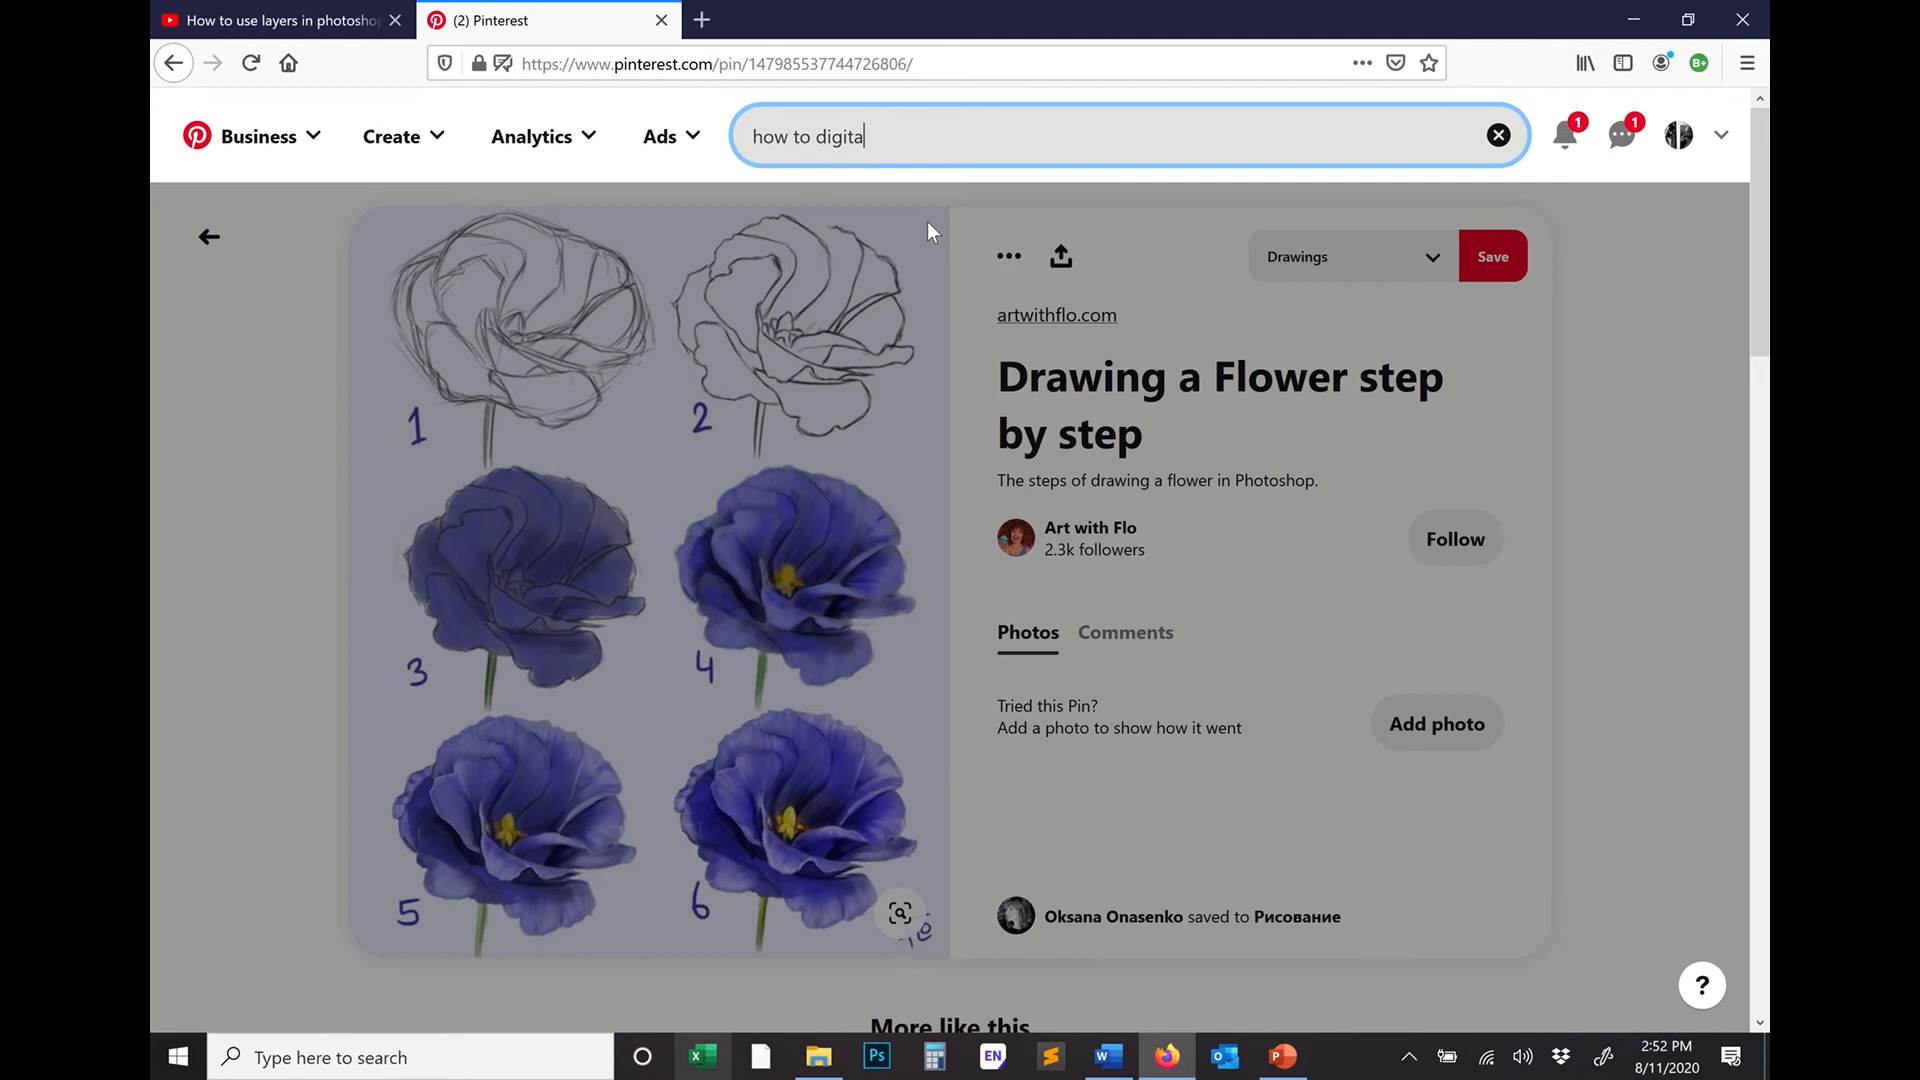 How to use layers in photosho
(2) Pinterest
https://www.pinterest.com/pin/147985537744726806/
Business
Create
Analytics
Ads
how to digita
1
1
Drawings
Save
artwithflo.com
Drawing a Flower step
by step
The steps of drawing a flower in Photoshop.
Art with Flo
2.3k followers
Follow
Photos
Comments
Tried this Pin?
Add a photo to show how it went
Add photo
Oksana Onasenko saved to Рисование
1
2
3
4
5
6
More like this
?
Type here to search
Ps
EN
2:52 PM
8/11/2020